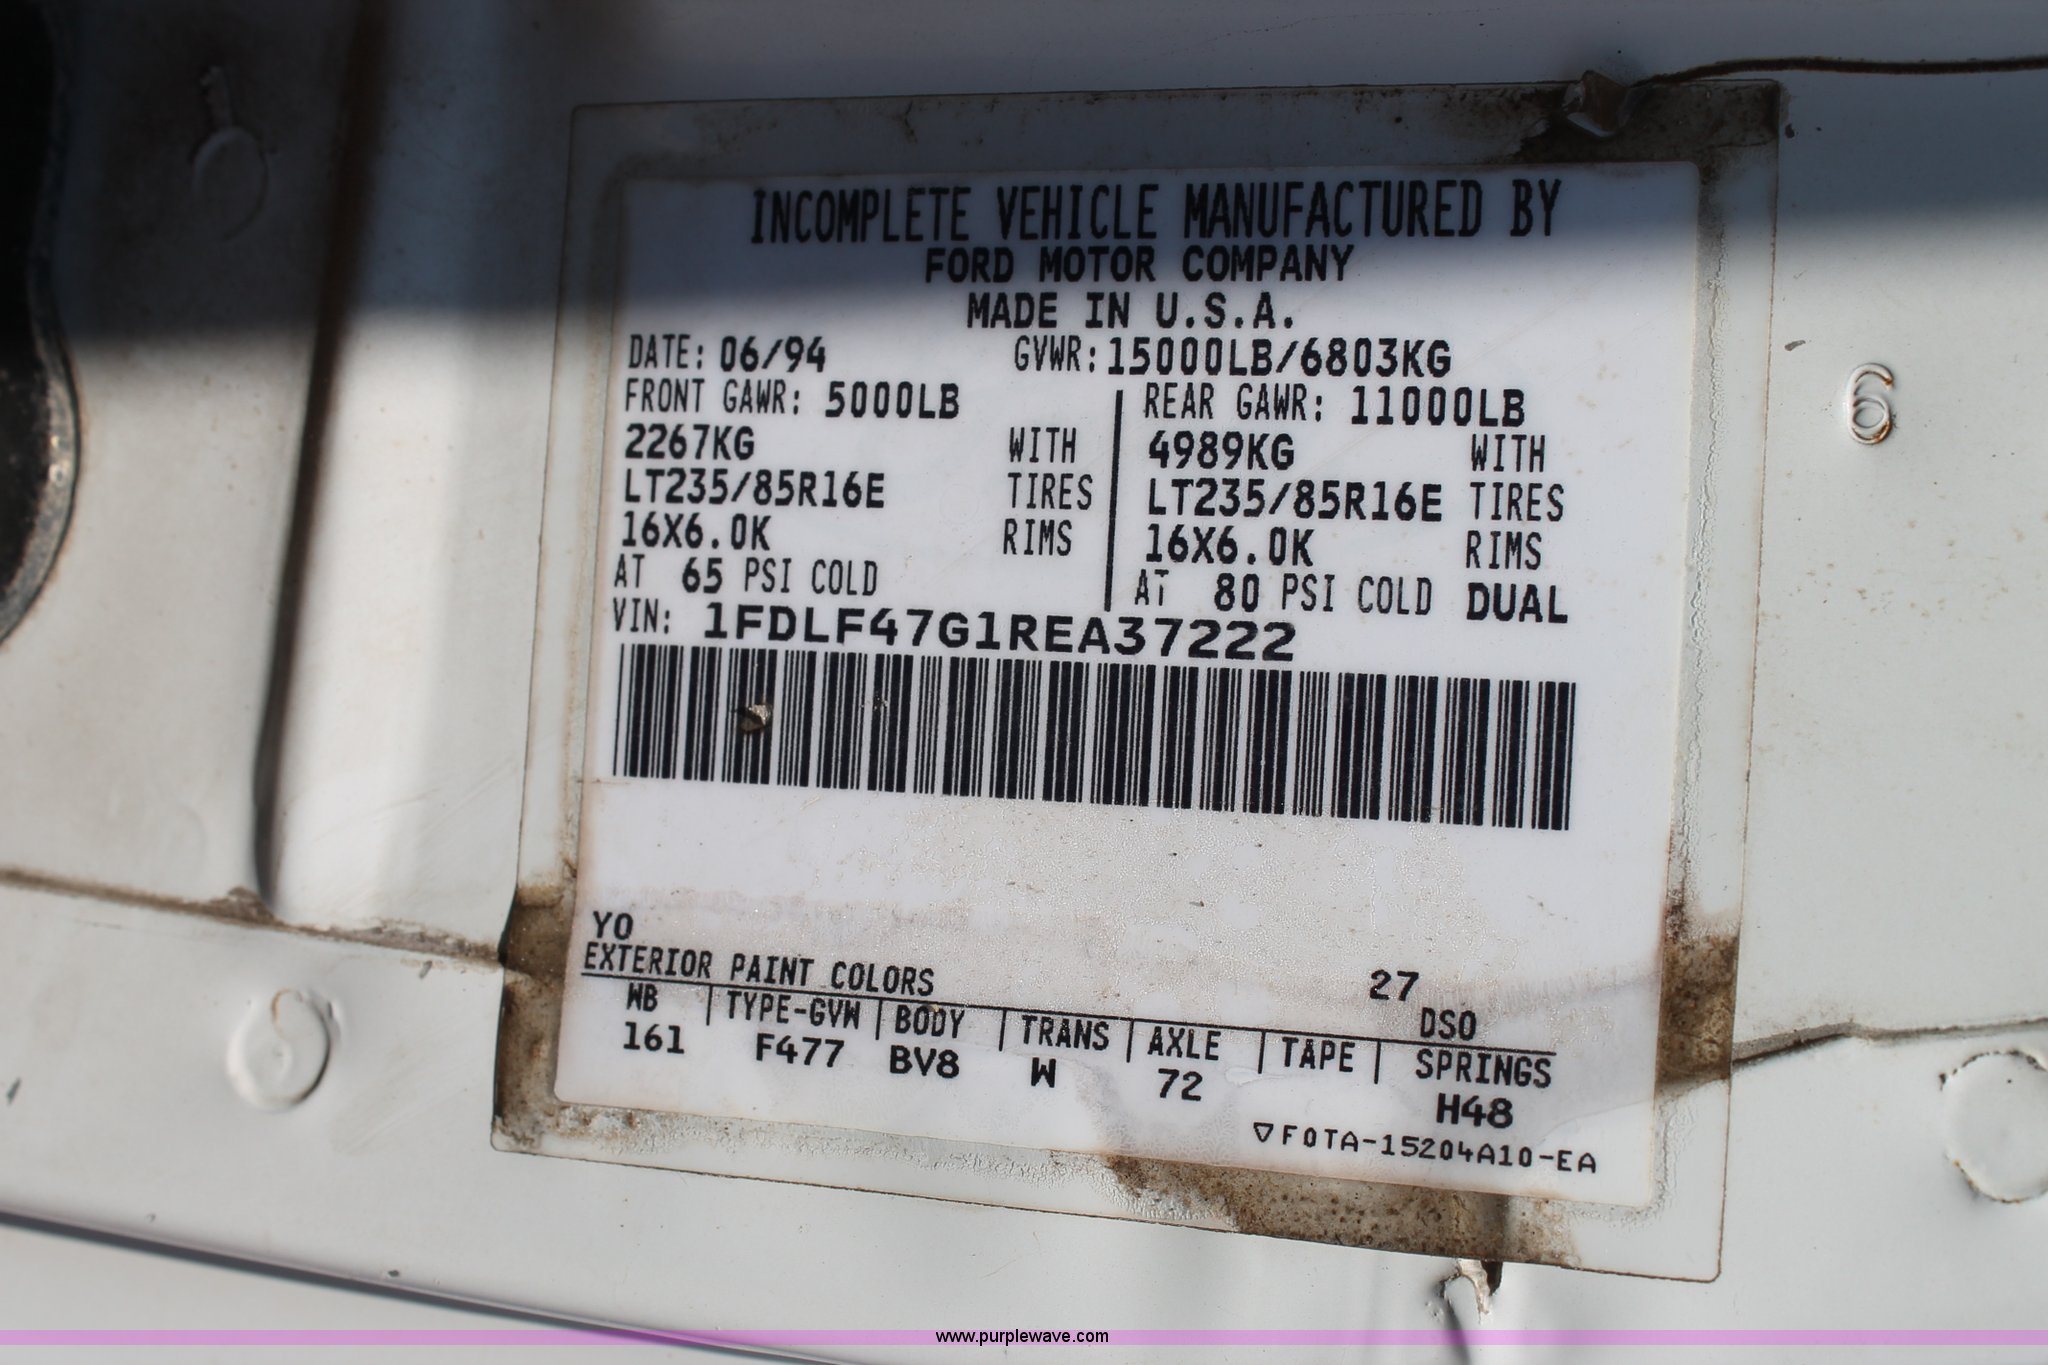 INCOMPLETE VEHICLE MANUFACTURED BY
FORD MOTOR COMPANY
MADE IN U.S.A.
DATE: 06/94 GVWR: 15000LB/6803KG
FRONT GAWR: 5000LB REAR GAWR: 11000LB
2267KG WITH 4989KG WITH
LT235/85R16E TIRES LT235/85R16E TIRES
16X6.0K RIMS 16X6.0K RIMS
AT 65 PSI COLD AT 80 PSI COLD DUAL
VIN: 1FDLF47G1REA37222
YO
EXTERIOR PAINT COLORS 27 DSO
WB TYPE-GVW BODY TRANS AXLE TAPE SPRINGS
161 F477 BV8 W 72 H48
▽F0TA-15204A10-EA
6
www.purplewave.com